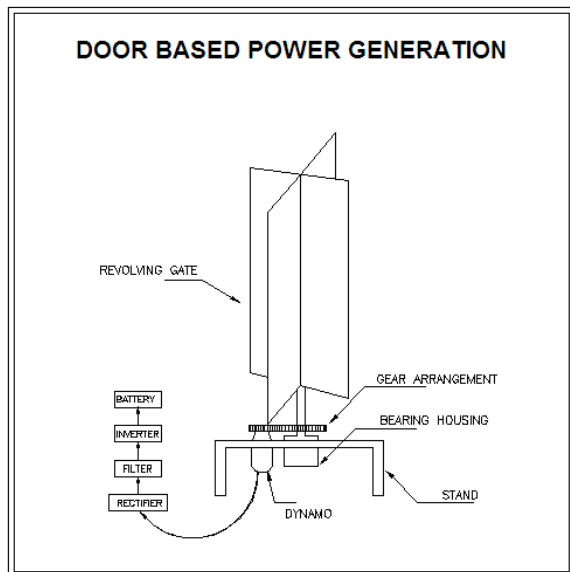 DOOR BASED POWER GENERATION
REVOLVING GATE
GEAR ARRANGEMENT
BATTERY
BEARING HOUSING
INVERTER
FILTER
RECTIFIER
STAND
DYNAMO